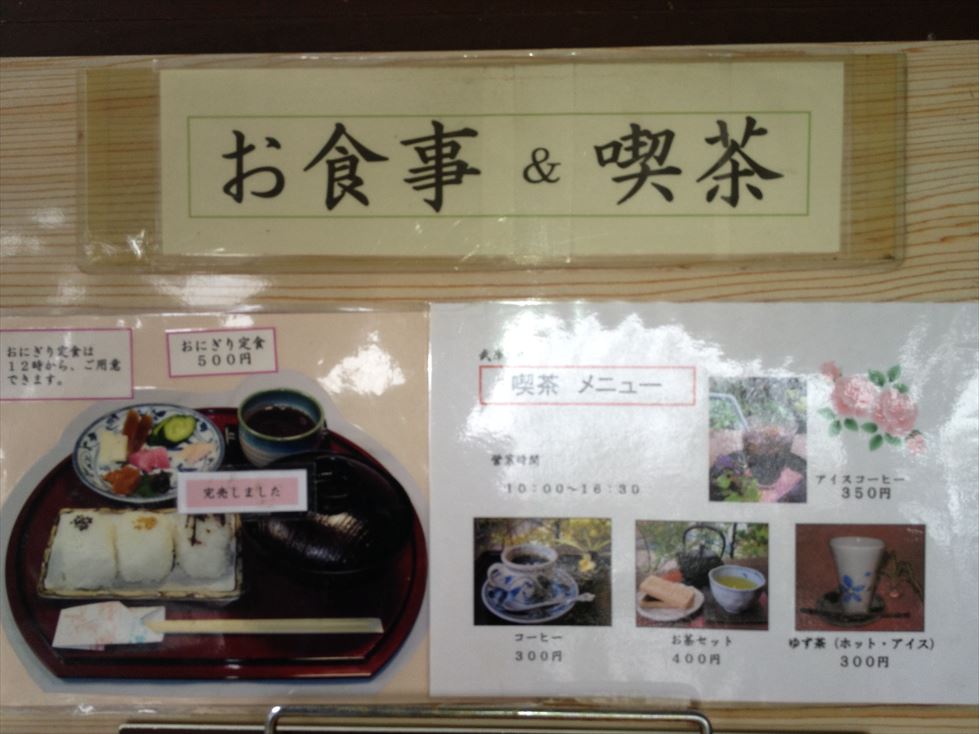 お食事 & 喫茶
おにぎり定食は
12時から、ご用意
できます。
おにぎり定食
500円
完売しました
喫茶 メニュー
営業時間
10:00～16:30
アイスコーヒー
350円
コーヒー
300円
お茶セット
400円
ゆず茶（ホット・アイス）
300円